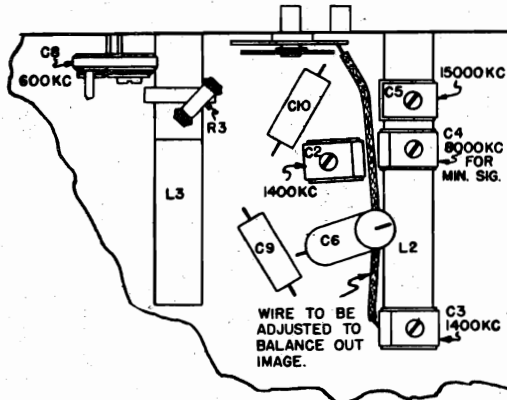 C8
600KC
R3
L3
C10
C2
1400KC
C9
C6
L2
C5
15000KC
C4
8000KC
FOR
MIN. SIG.
C3
1400KC
WIRE TO BE
ADJUSTED TO
BALANCE OUT
IMAGE.